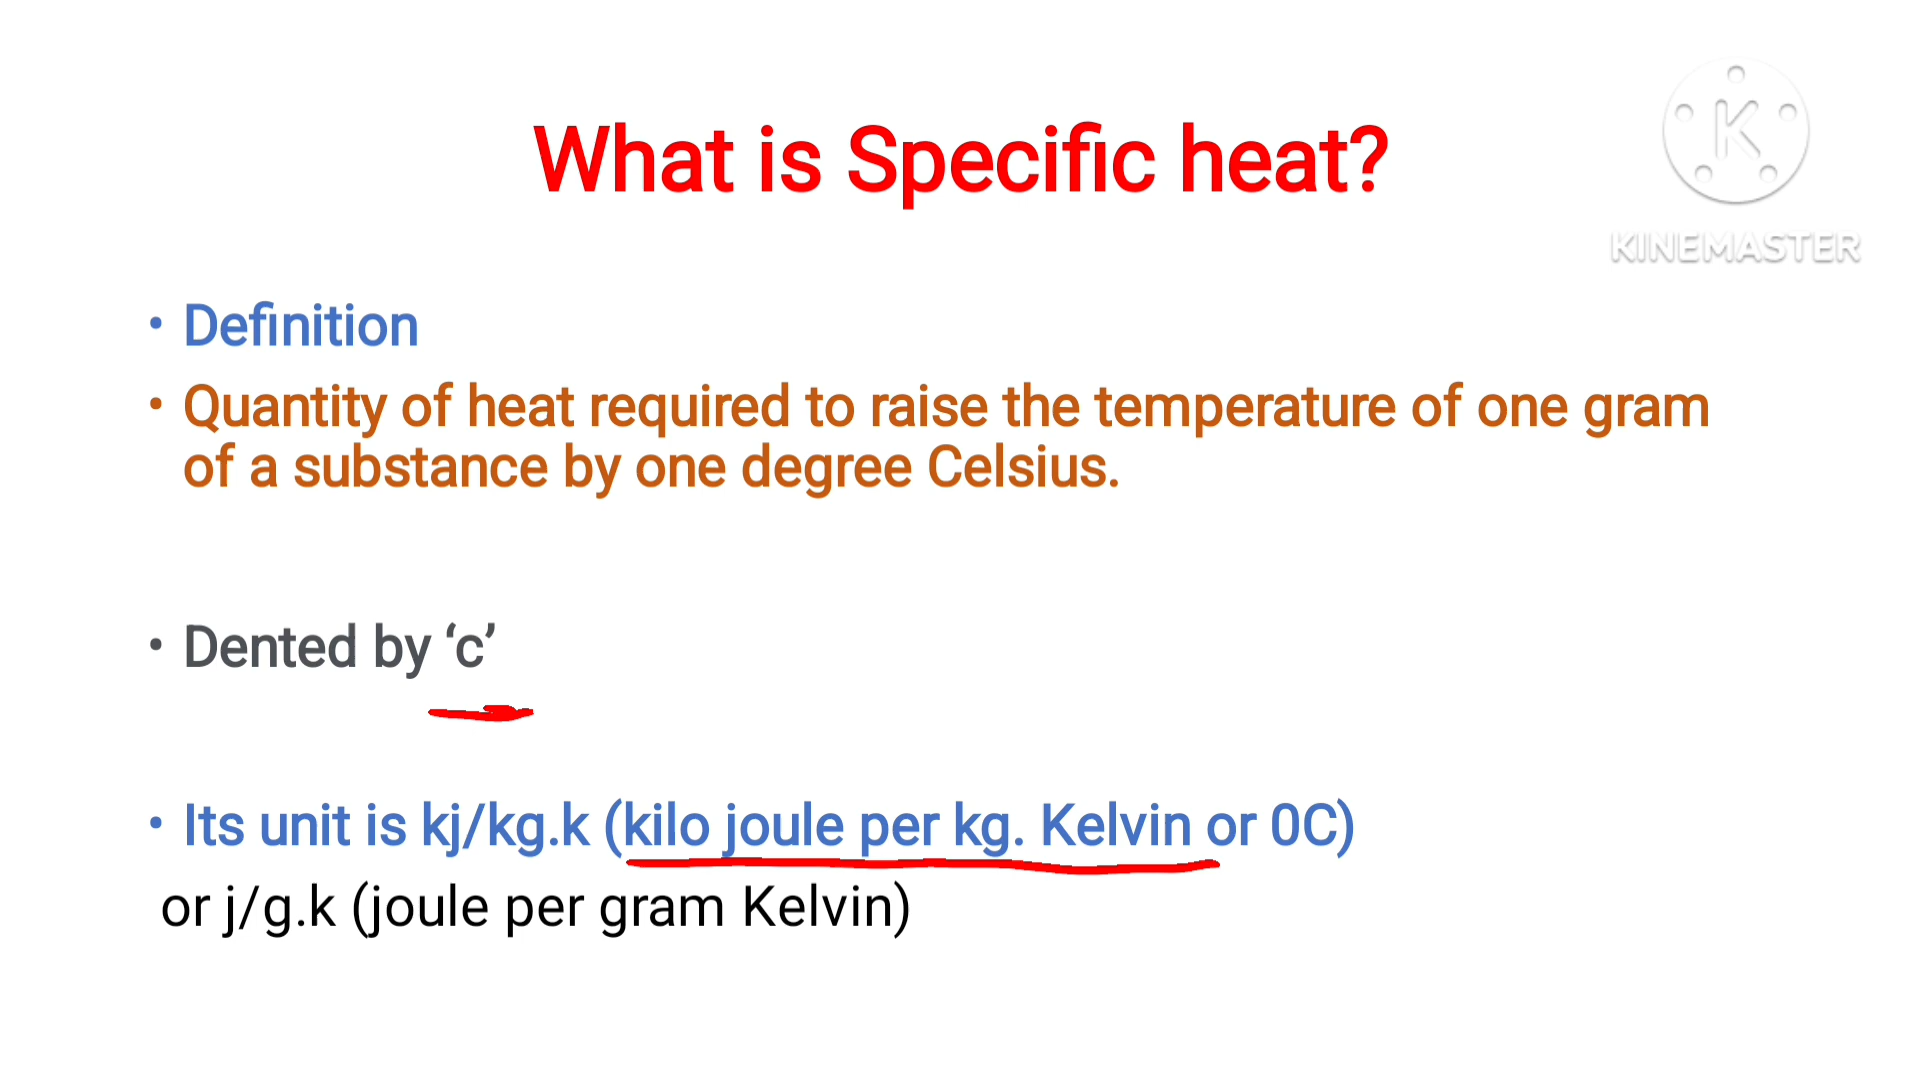 What is Specific heat?
K
KINEMASTER
• Definition
• Quantity of heat required to raise the temperature of one gram
of a substance by one degree Celsius.
• Dented by ‘c’
• Its unit is kj/kg.k (kilo joule per kg. Kelvin or 0C)
or j/g.k (joule per gram Kelvin)